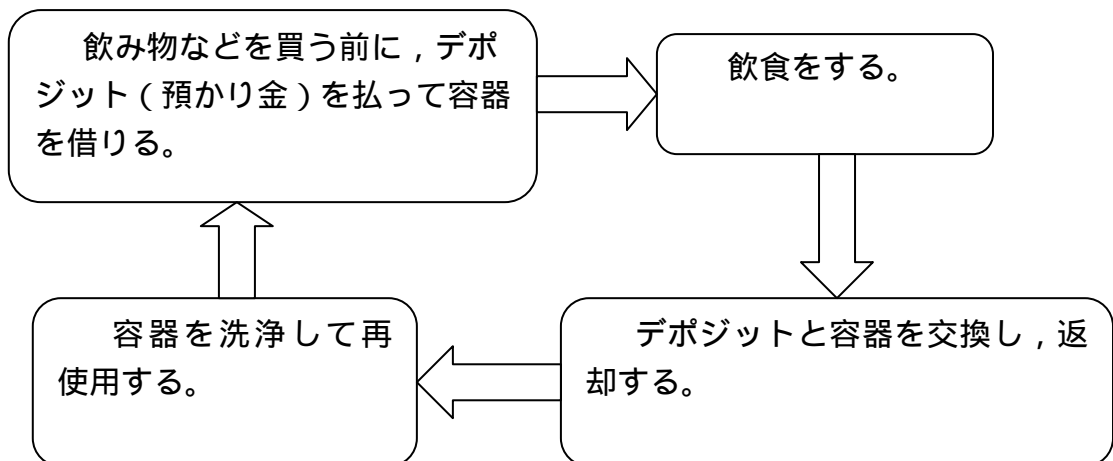 飲み物などを買う前に，デポ
ジット（預かり金）を払って容器
を借りる。
飲食をする。
デポジットと容器を交換し，返
却する。
容器を洗浄して再
使用する。